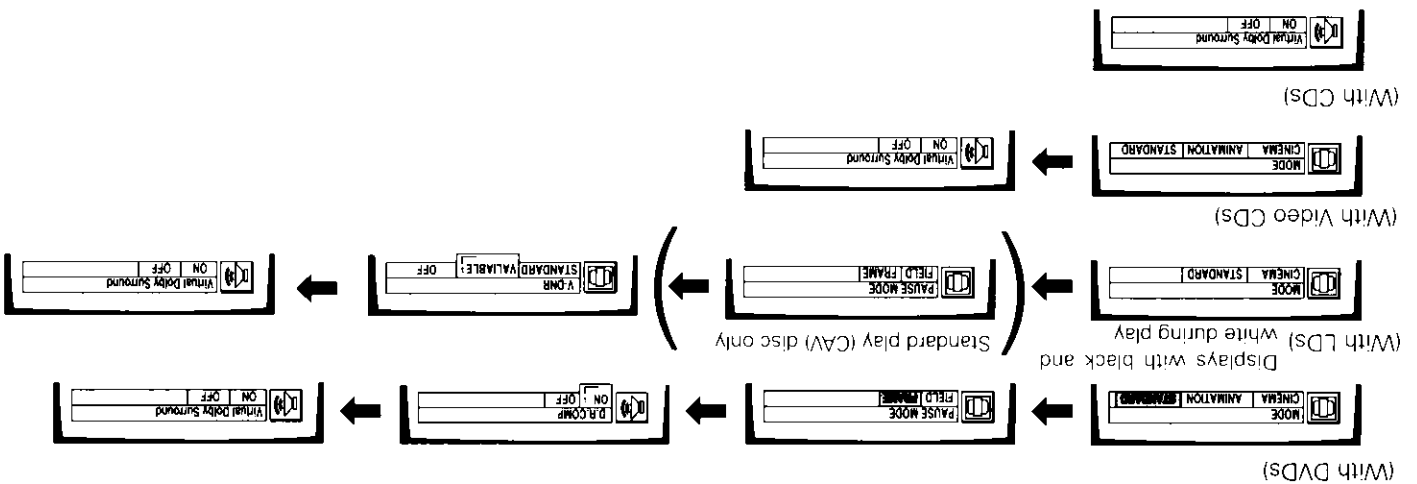 (With DVDs)
MODE
CINEMA ANIMATION STANDARD
PAUSE MODE
FIELD FRAME
D.R.COMP
ON OFF
Virtual Dolby Surround
ON OFF
Displays with black and
white during play
(With LDs)
Standard play (CAV) disc only
MODE
CINEMA STANDARD
PAUSE MODE
FIELD FRAME
V-DNR
STANDARD VALIABLE OFF
Virtual Dolby Surround
ON OFF
(With Video CDs)
MODE
CINEMA ANIMATION STANDARD
Virtual Dolby Surround
ON OFF
(With CDs)
Virtual Dolby Surround
ON OFF